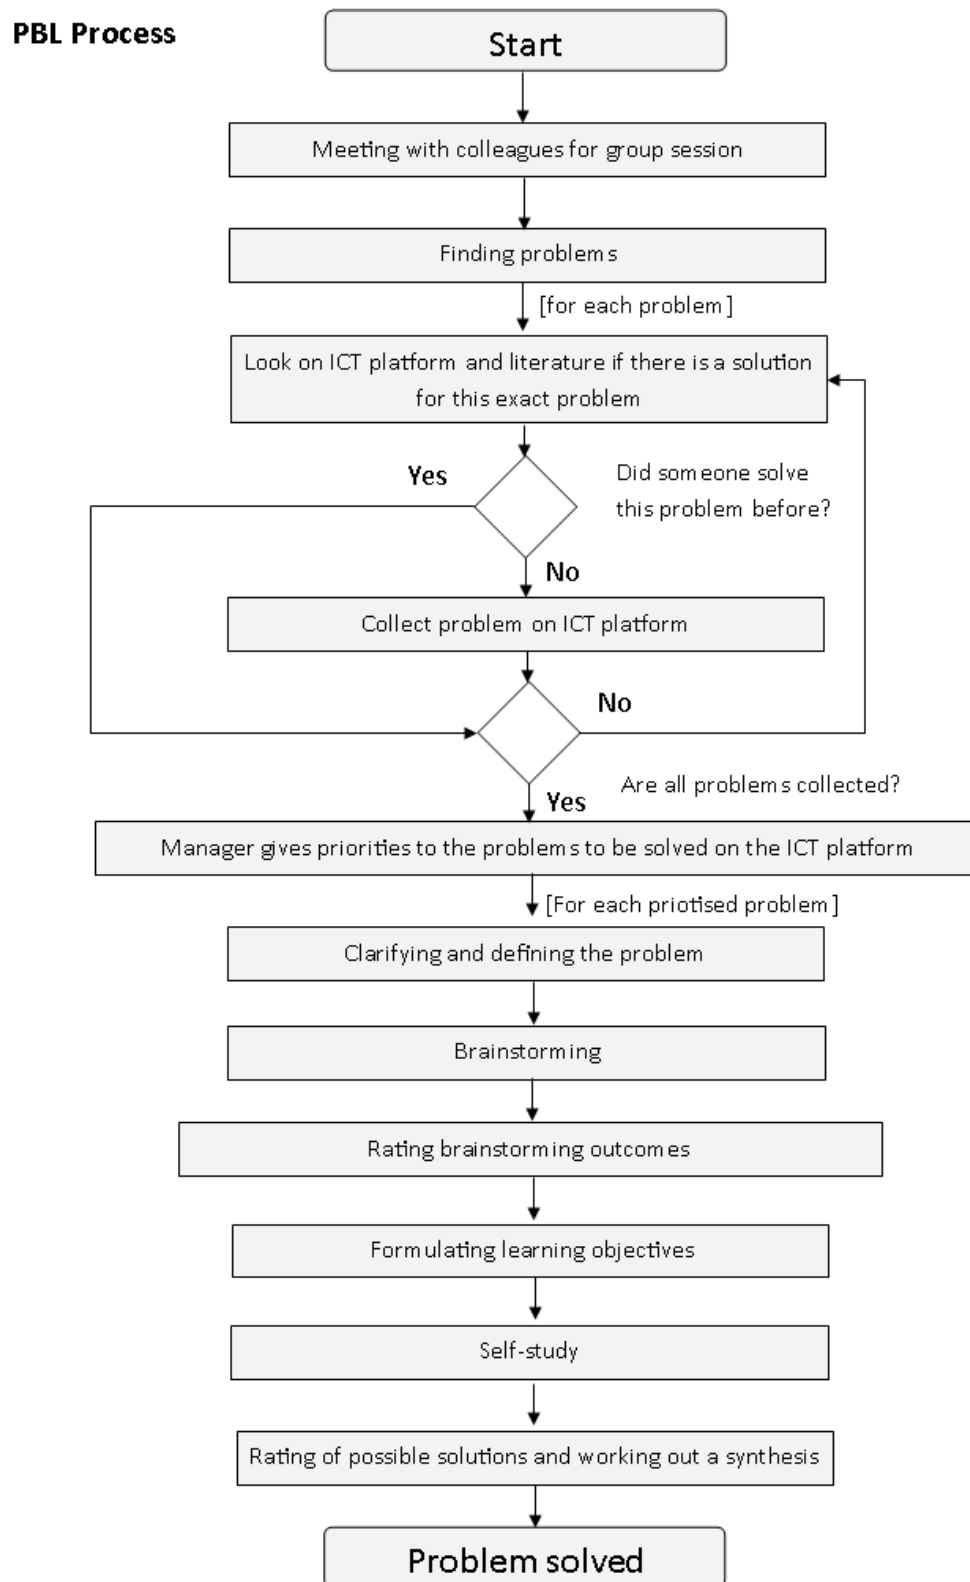 PBL Process
Start
Meeting with colleagues for group session
Finding problems
[for each problem]
Look on ICT platform and literature if there is a solution
for this exact problem
Yes
Did someone solve
this problem before?
No
Collect problem on ICT platform
No
Are all problems collected?
Yes
Manager gives priorities to the problems to be solved on the ICT platform
[For each priotised problem]
Clarifying and defining the problem
Brainstorming
Rating brainstorming outcomes
Formulating learning objectives
Self-study
Rating of possible solutions and working out a synthesis
Problem solved